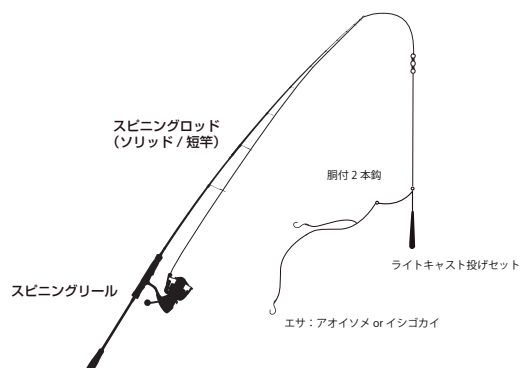 スピニングロッド
（ソリッド / 短竿）
胴付 2 本鈎
ライトキャスト投げセット
スピニングリール
エサ：アオイソメ or イシゴカイ